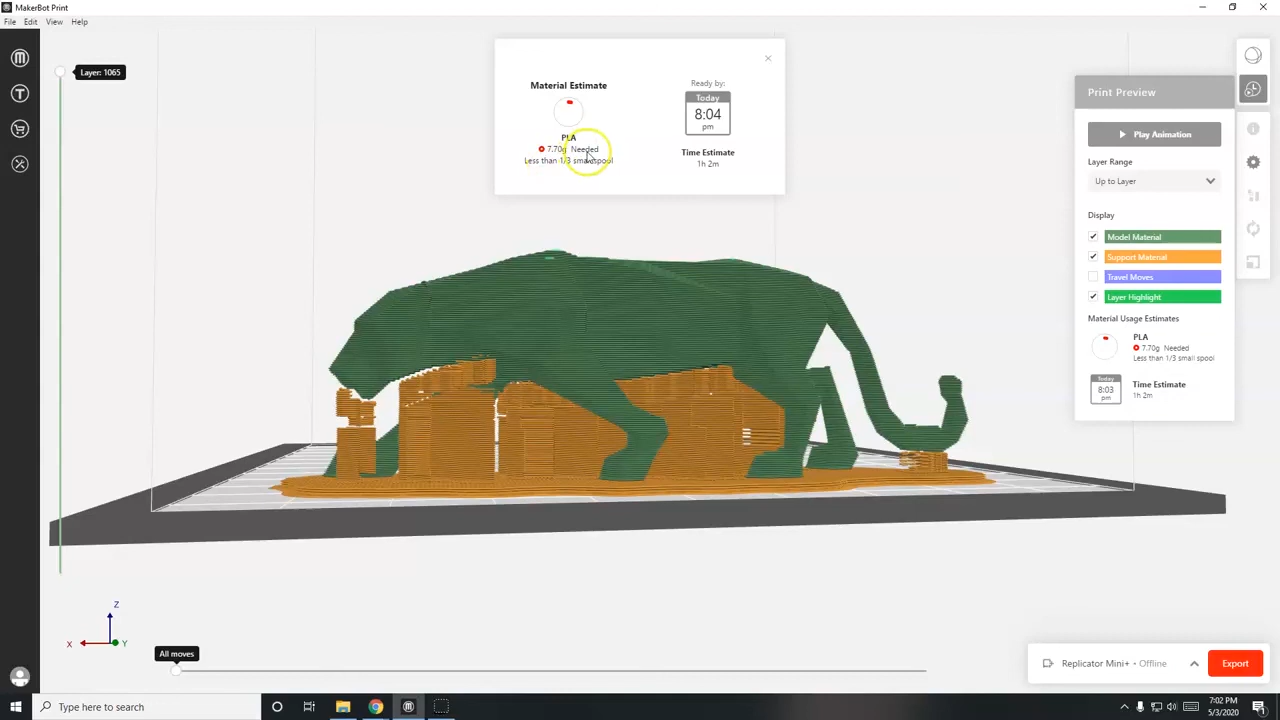 MakerBot Print
File Edit View Help
Layer: 1065
Material Estimate
PLA
7.70g Needed
Less than 1/3 small spool
Ready by:
Today
8:04
pm
Time Estimate
1h 2m
Print Preview
Play Animation
Layer Range
Up to Layer
Display
Model Material
Support Material
Travel Moves
Layer Highlight
Material Usage Estimates
PLA
7.70g Needed
Less than 1/3 small spool
Today
8:03
pm
Time Estimate
1h 2m
Z
X
Y
All moves
Replicator Mini+ • Offline
Export
Type here to search
7:02 PM
5/3/2020